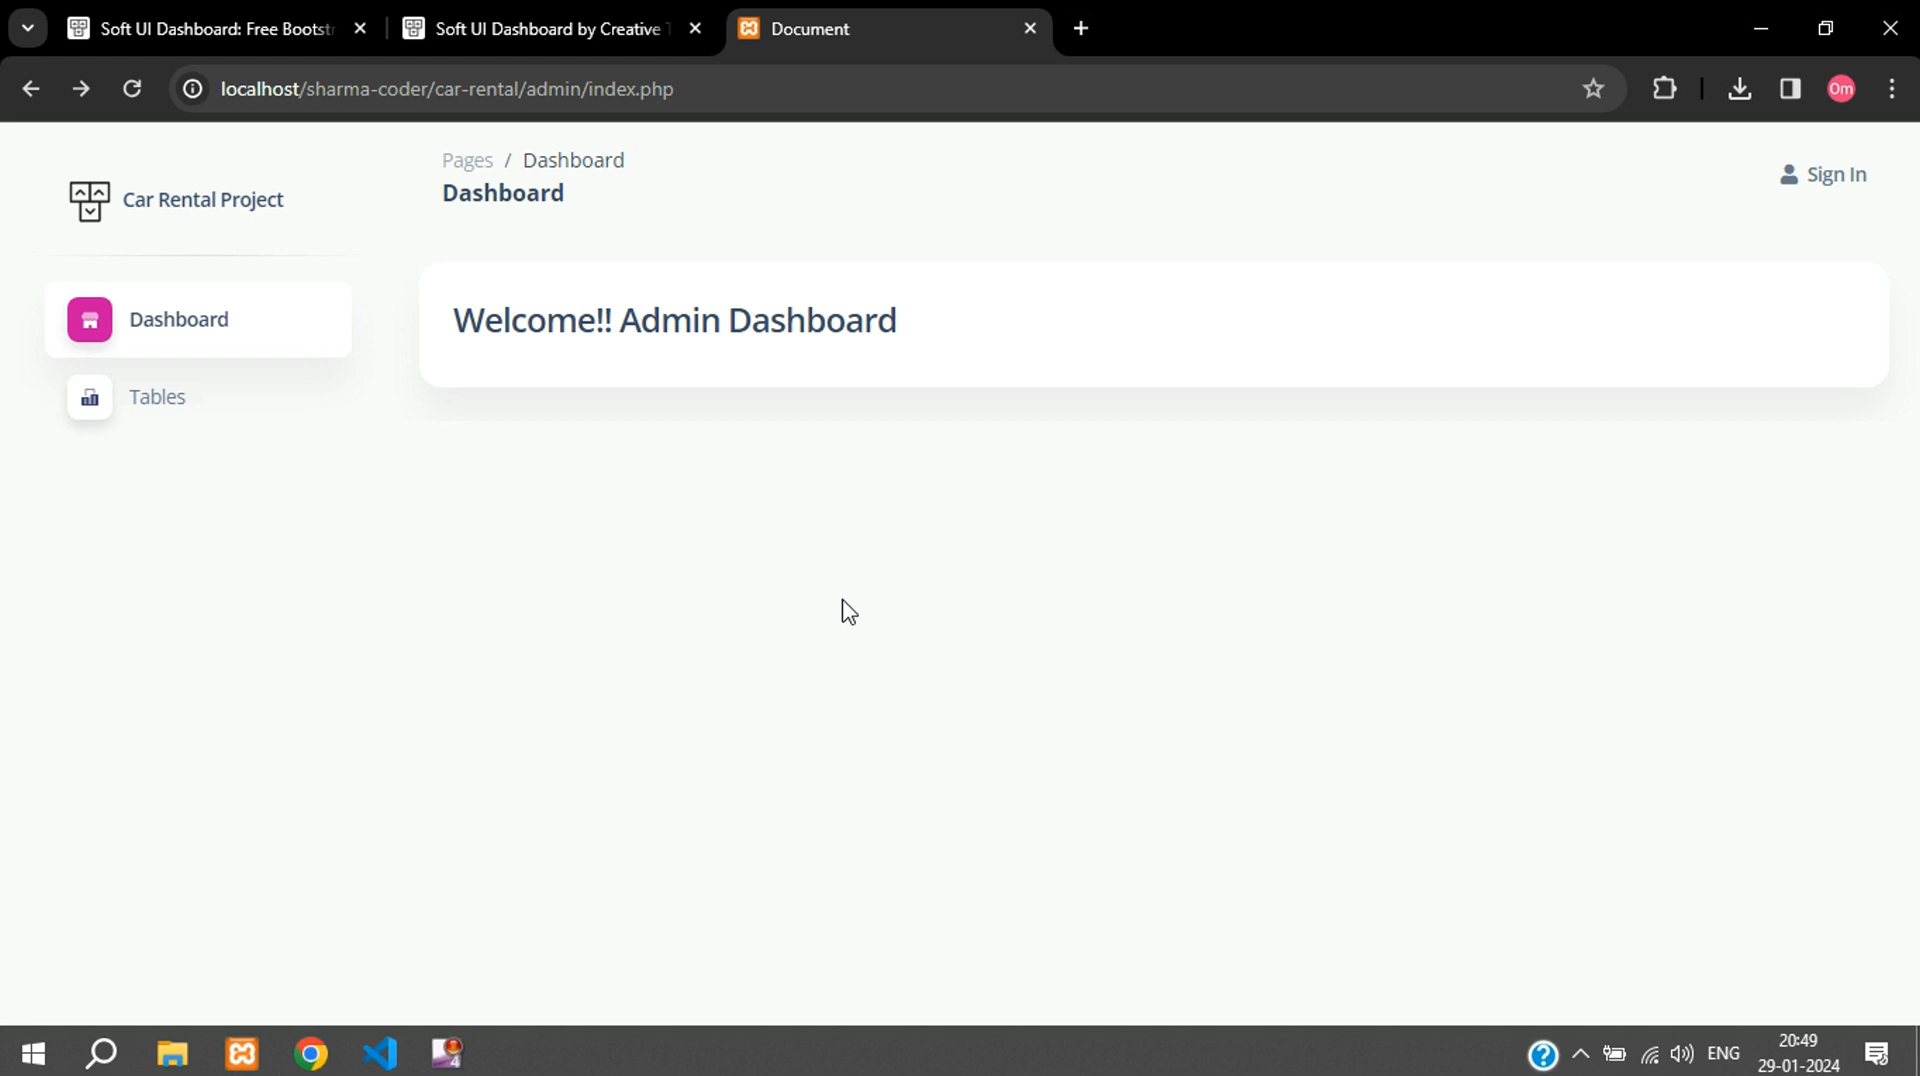 Soft UI Dashboard: Free Bootst
Soft UI Dashboard by Creative T
Document
localhost/sharma-coder/car-rental/admin/index.php
Om
Pages / Dashboard
Dashboard
Sign In
Car Rental Project
Dashboard
Tables
Welcome!! Admin Dashboard
4
ENG
20:49
29-01-2024